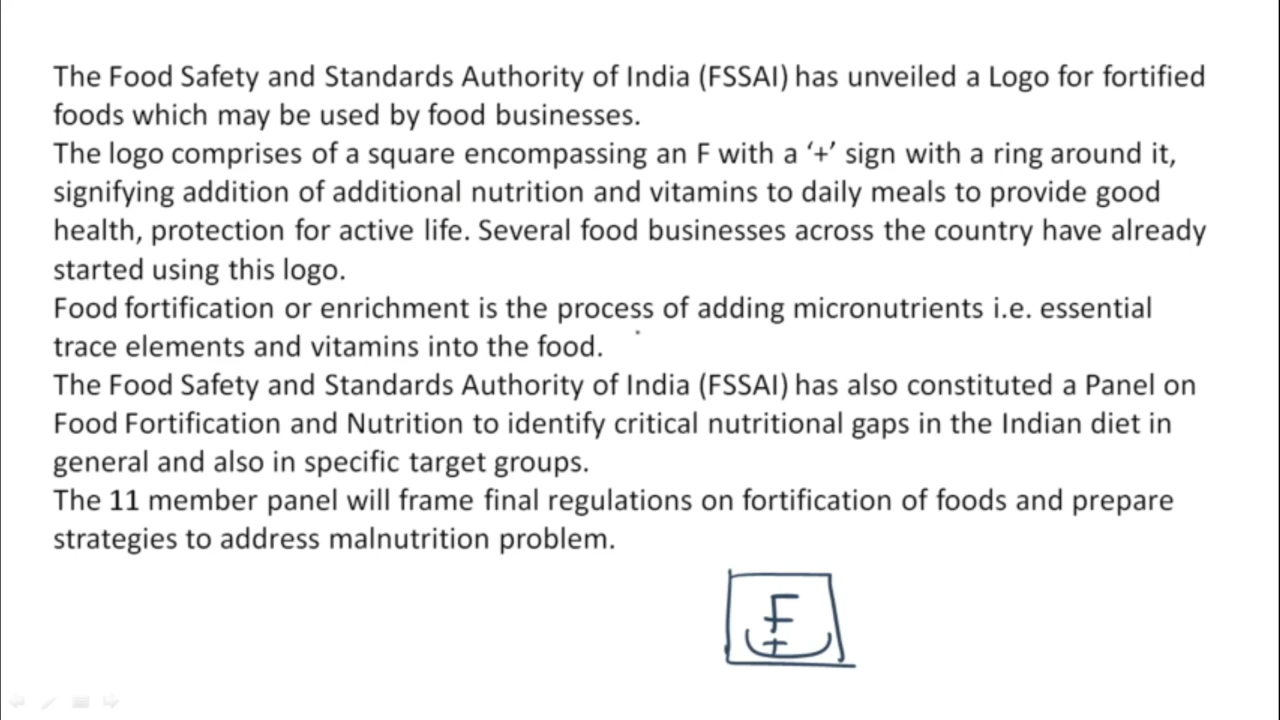 The Food Safety and Standards Authority of India (FSSAI) has unveiled a Logo for fortified
foods which may be used by food businesses.
The logo comprises of a square encompassing an F with a ‘+’ sign with a ring around it,
signifying addition of additional nutrition and vitamins to daily meals to provide good
health, protection for active life. Several food businesses across the country have already
started using this logo.
Food fortification or enrichment is the process of adding micronutrients i.e. essential
trace elements and vitamins into the food.
The Food Safety and Standards Authority of India (FSSAI) has also constituted a Panel on
Food Fortification and Nutrition to identify critical nutritional gaps in the Indian diet in
general and also in specific target groups.
The 11 member panel will frame final regulations on fortification of foods and prepare
strategies to address malnutrition problem.
F
+